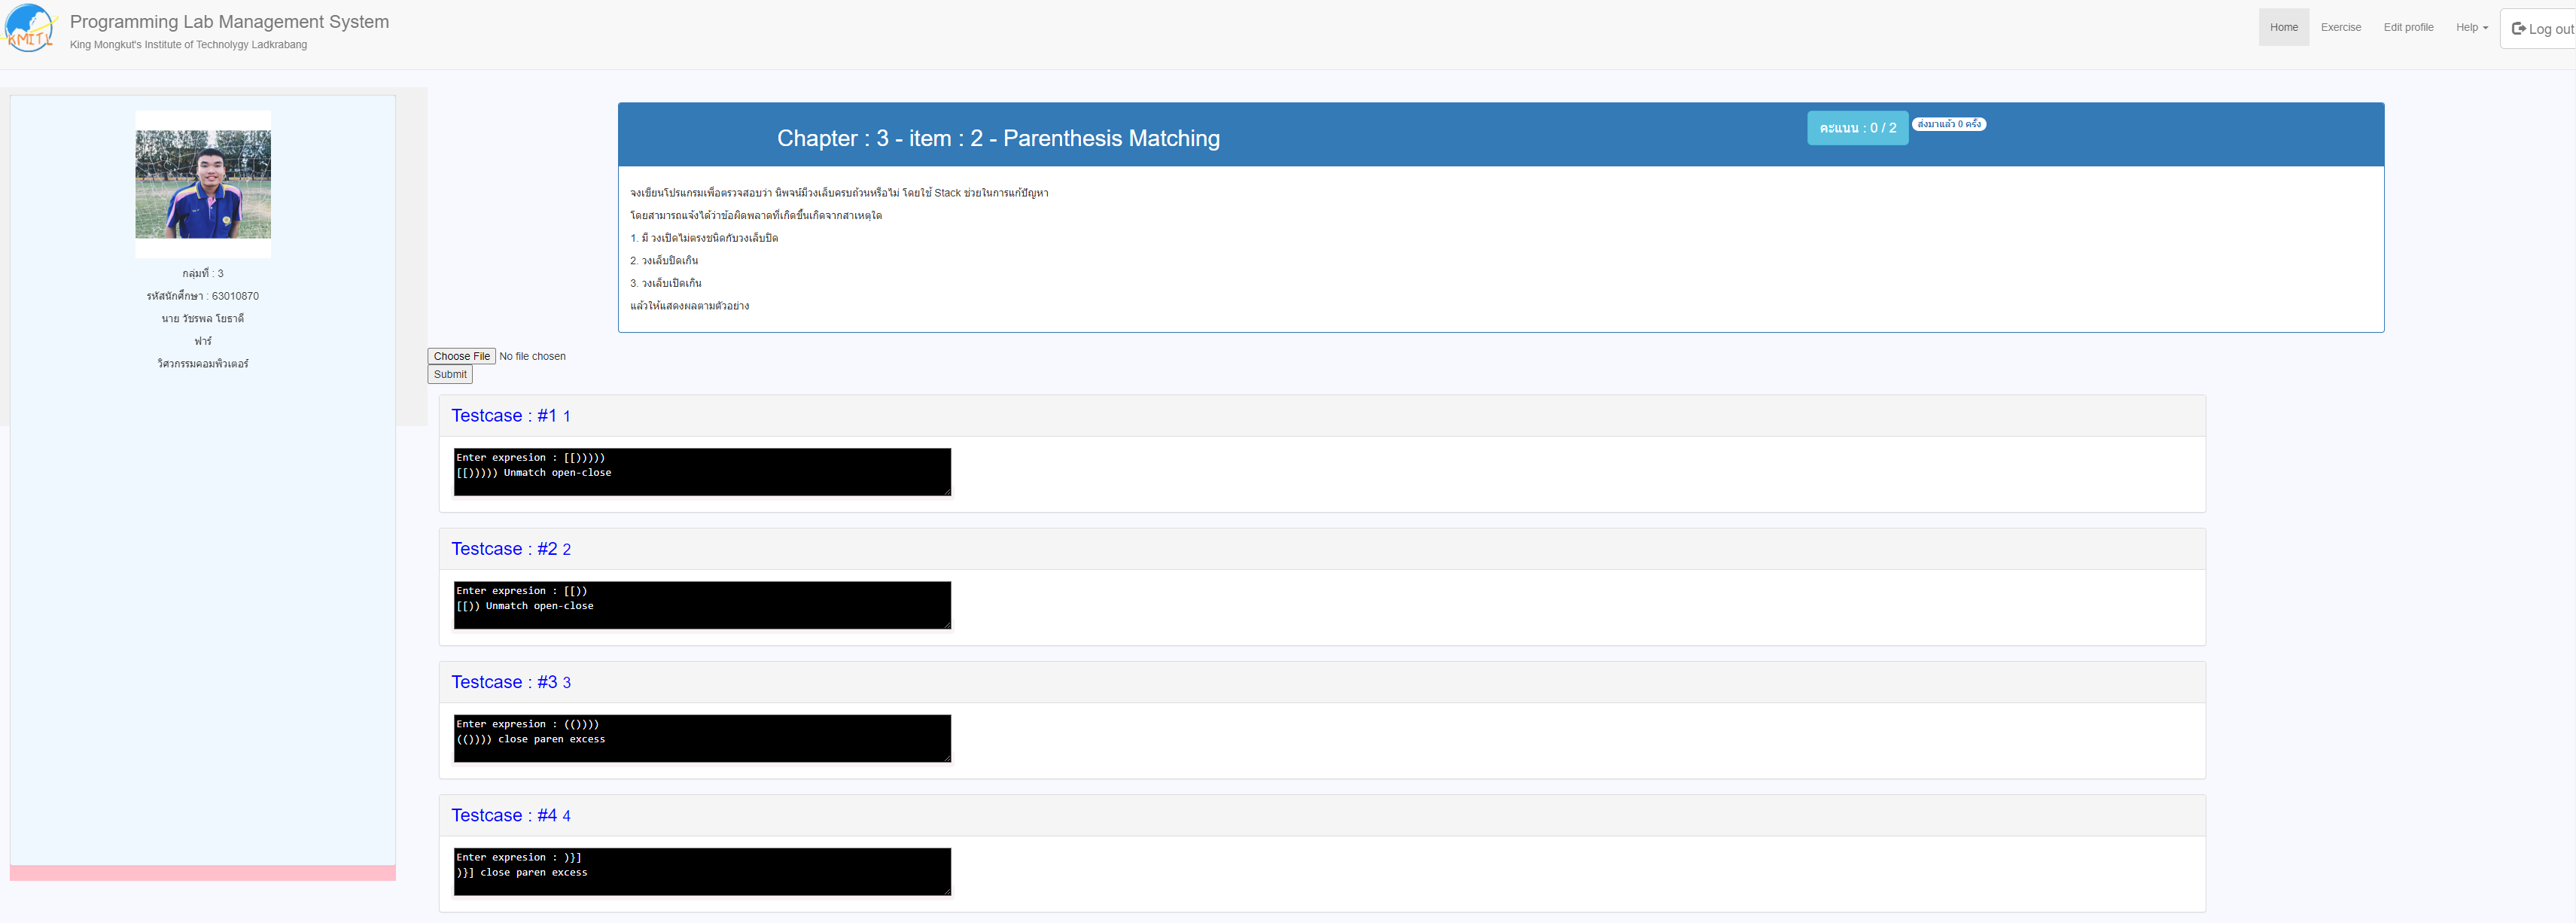 KMITL
Programming Lab Management System
King Mongkut's Institute of Technolygy Ladkrabang
Home
Exercise
Edit profile
Help
Log out
กลุ่มที่ : 3
รหัสนักศึกษา : 63010870
นาย วัชรพล โยธาดี
ฟาร์
วิศวกรรมคอมพิวเตอร์
Chapter : 3 - item : 2 - Parenthesis Matching
คะแนน : 0 / 2
ส่งมาแล้ว 0 ครั้ง
จงเขียนโปรแกรมเพื่อตรวจสอบว่า นิพจน์มีวงเล็บครบถ้วนหรือไม่ โดยใช้ Stack ช่วยในการแก้ปัญหา
โดยสามารถแจ้งได้ว่าข้อผิดพลาดที่เกิดขึ้นเกิดจากสาเหตุใด
1. มี วงเปิดไม่ตรงชนิดกับวงเล็บปิด
2. วงเล็บปิดเกิน
3. วงเล็บเปิดเกิน
แล้วให้แสดงผลตามตัวอย่าง
Choose File No file chosen
Submit
Testcase : #1 1
Enter expresion : [[)))))
[[))))) Unmatch open-close
Testcase : #2 2
Enter expresion : [[))
[[)) Unmatch open-close
Testcase : #3 3
Enter expresion : (())))
(()))) close paren excess
Testcase : #4 4
Enter expresion : )}]
)}] close paren excess